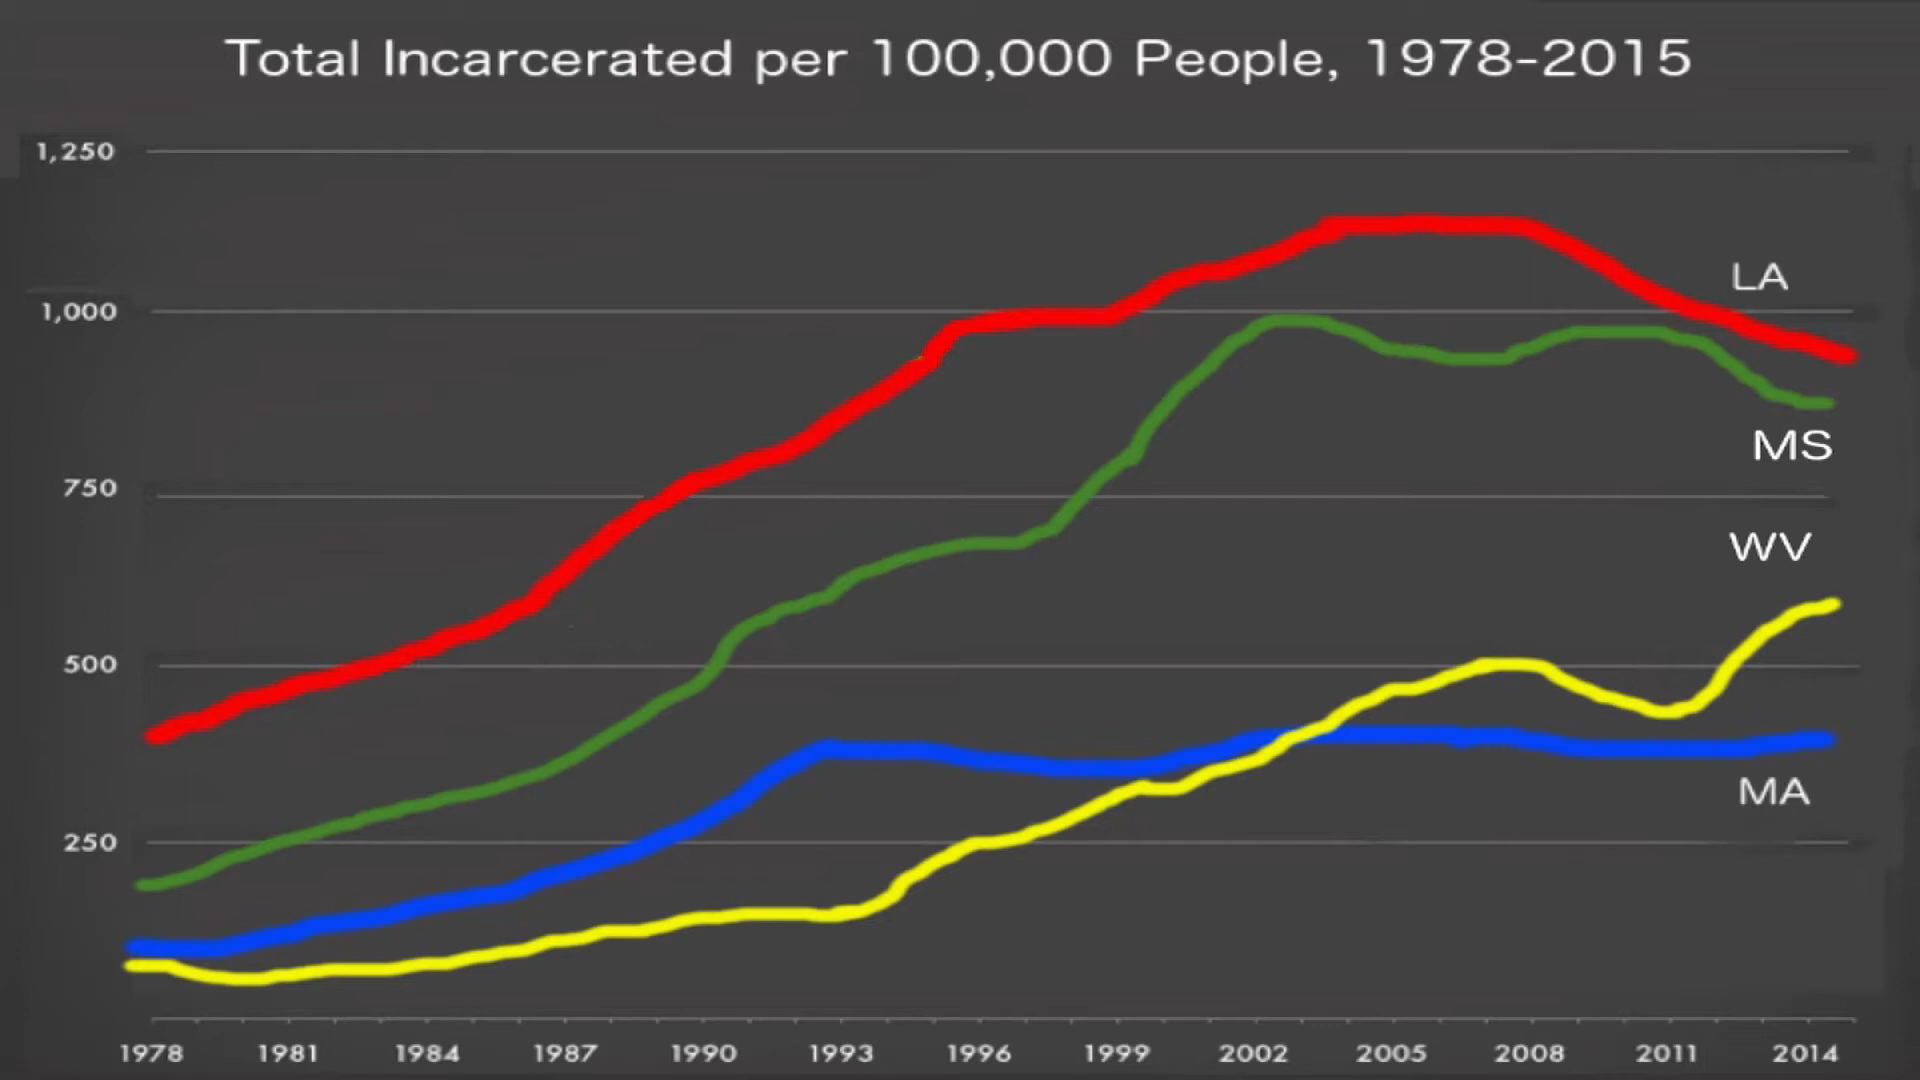 Total Incarcerated per 100,000 People, 1978-2015
1,250
1,000
750
500
250
LA
MS
WV
MA
1978 1981 1984 1987 1990 1993 1996 1999 2002 2005 2008 2011 2014